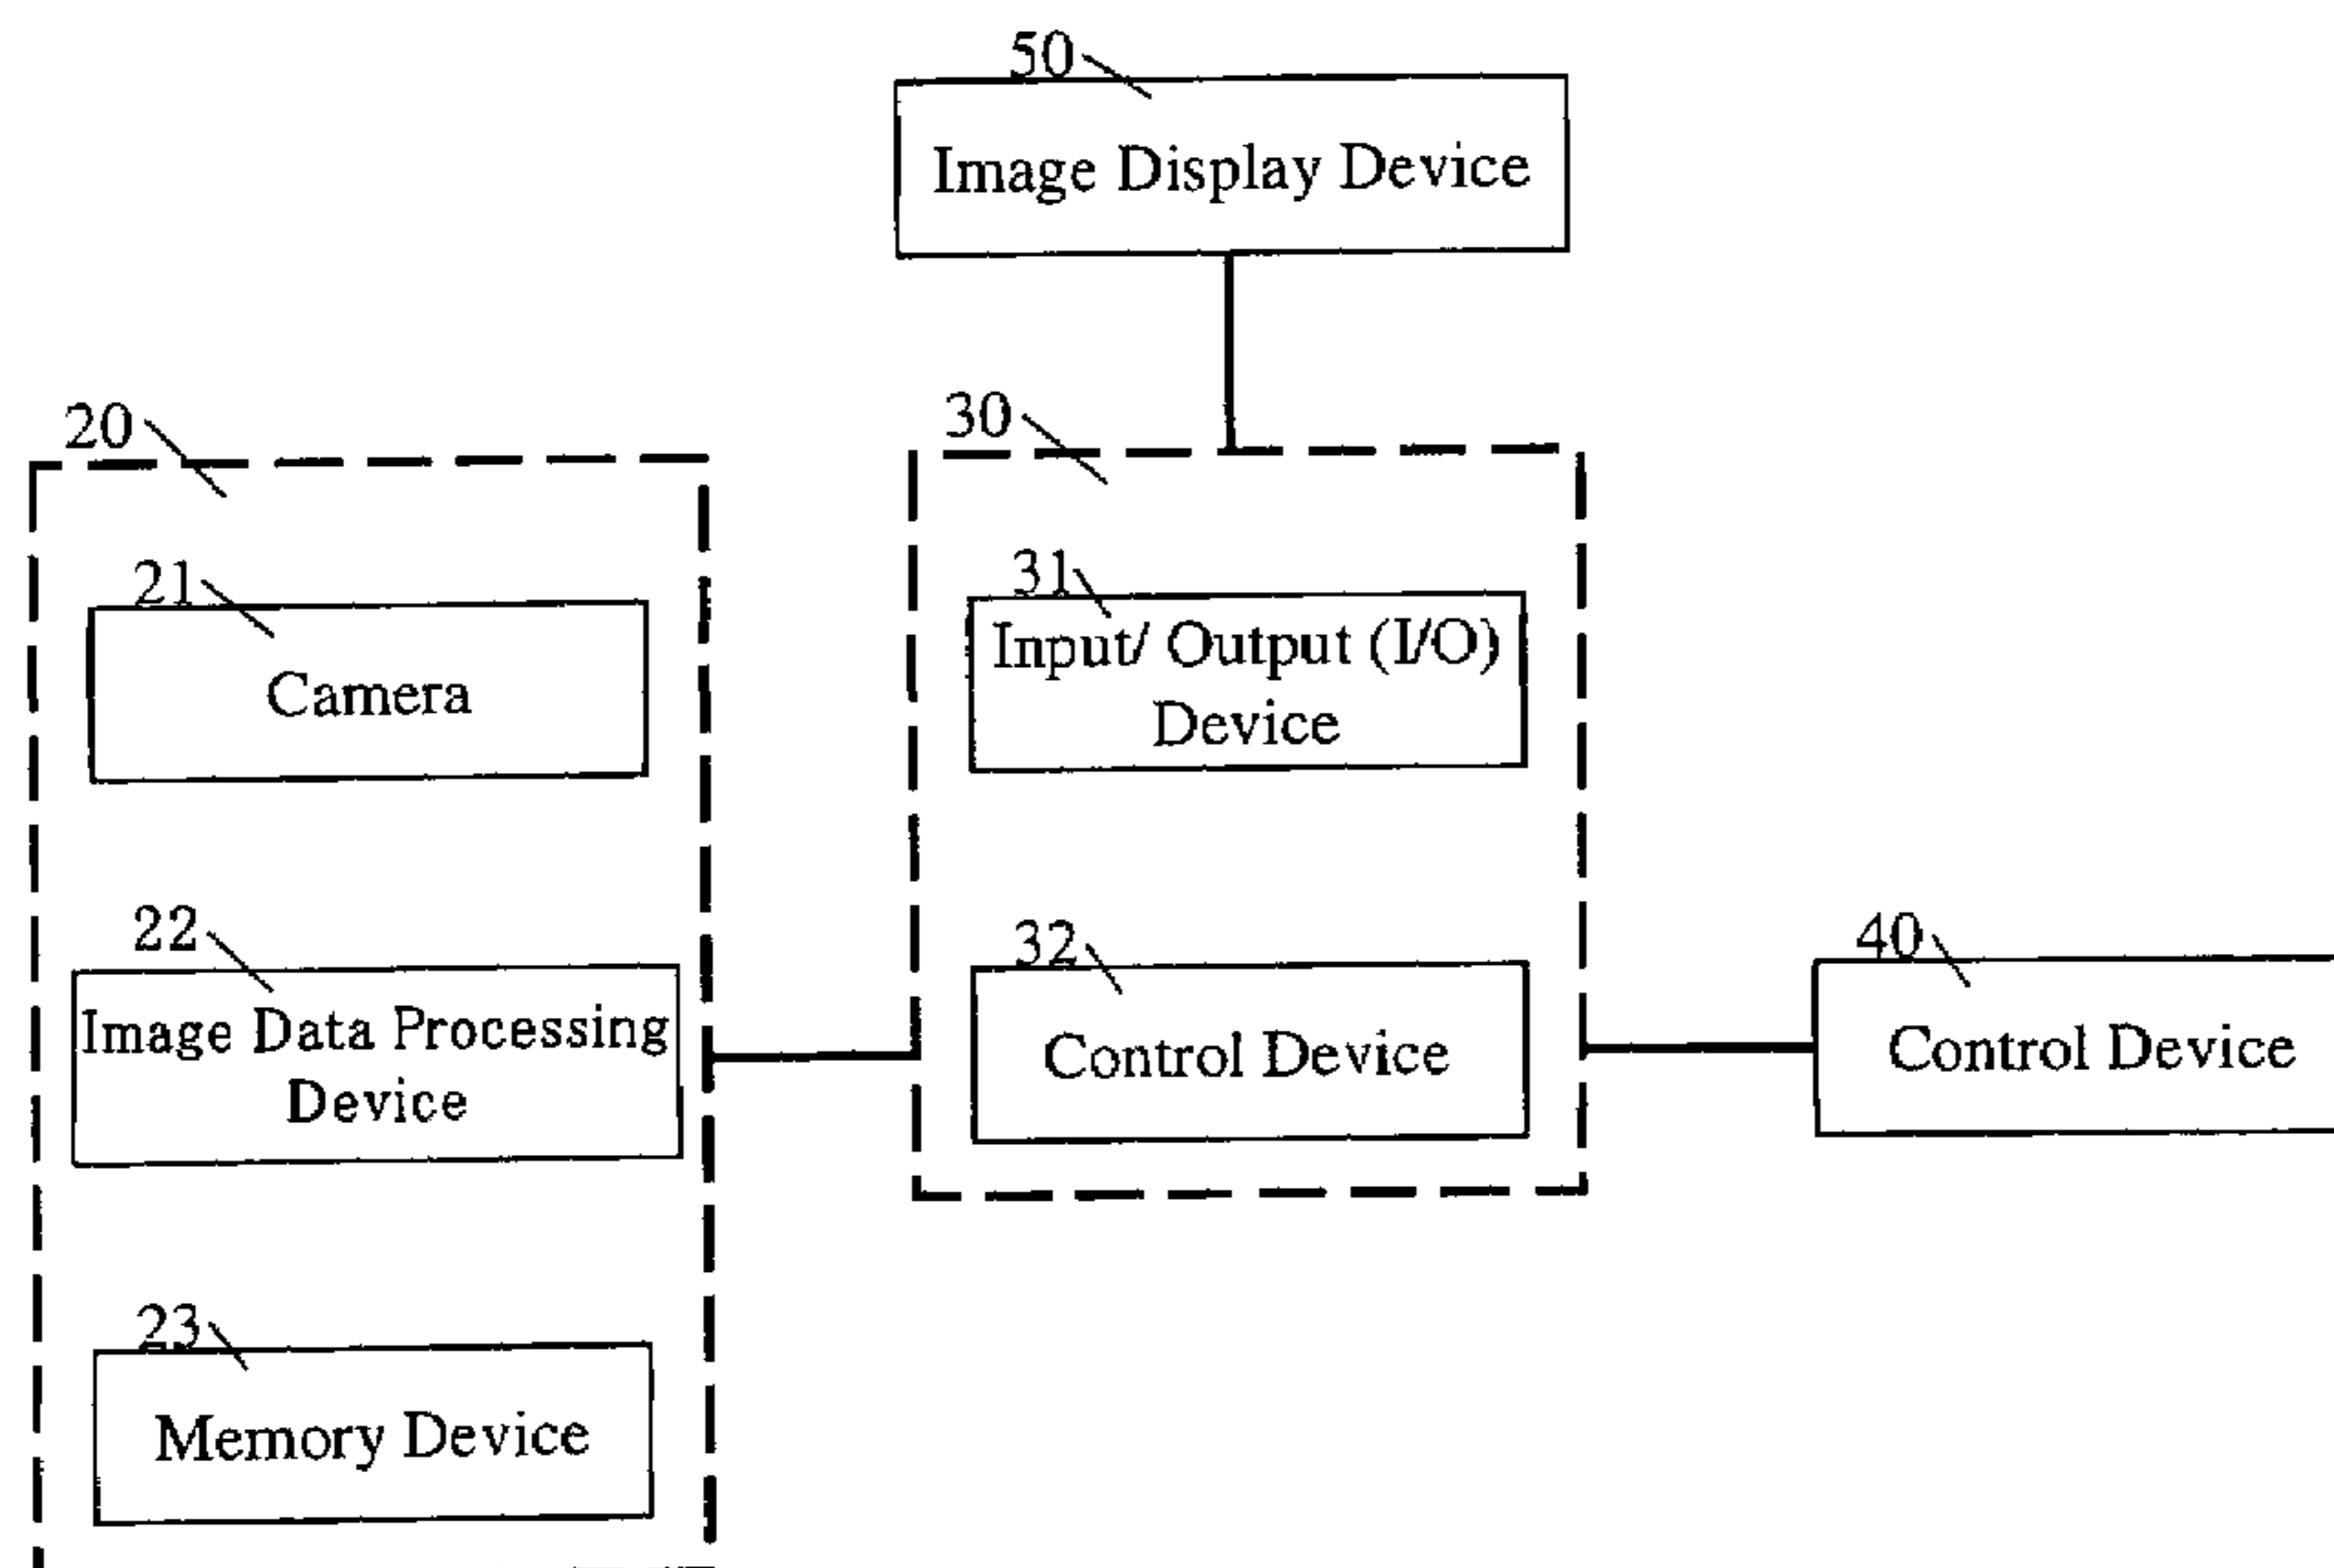 50
Image Display Device
20
30
21
Camera
31
Input/ Output (I/O)
Device
22
Image Data Processing
Device
32
Control Device
40
Control Device
23
Memory Device